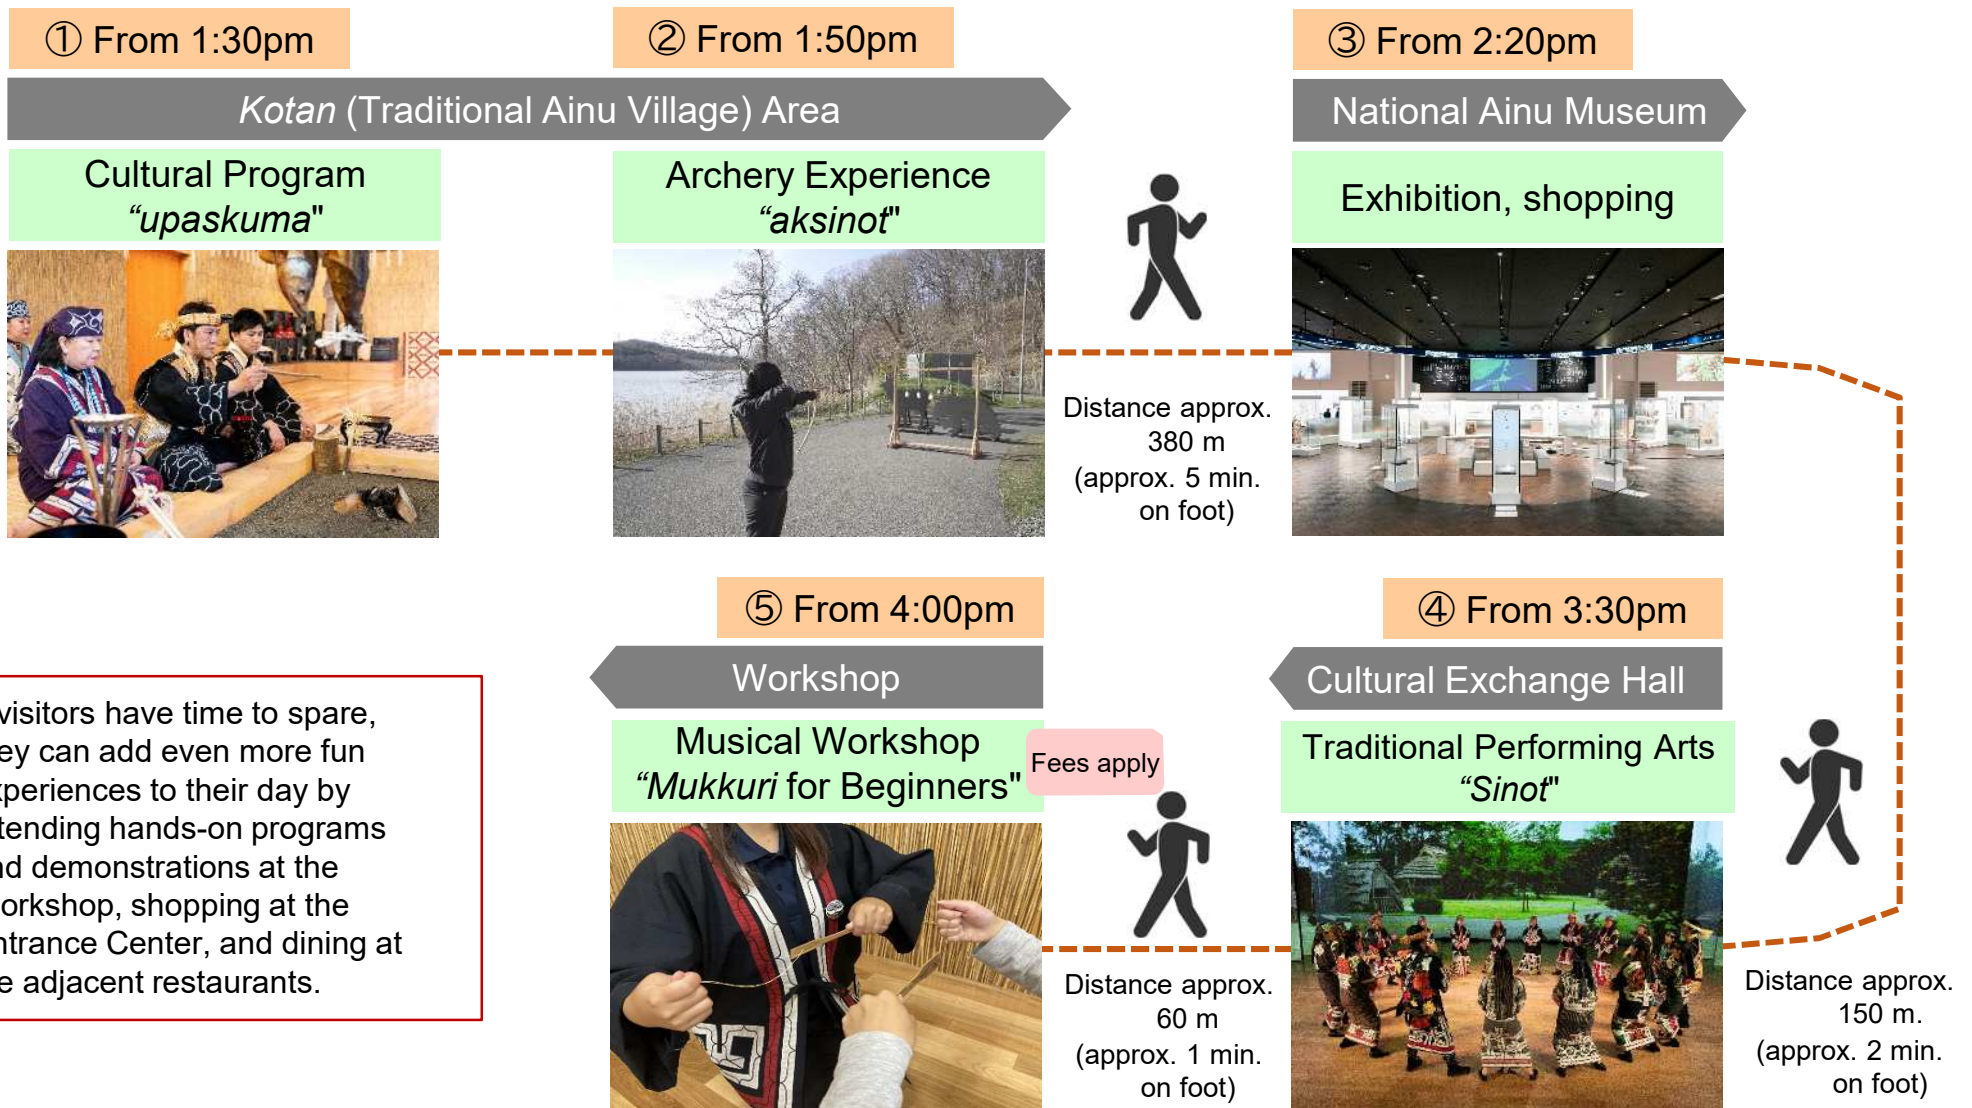 ① From 1:30pm
② From 1:50pm
③ From 2:20pm
Kotan (Traditional Ainu Village) Area
National Ainu Museum
Cultural Program
“upaskuma"
Archery Experience
“aksinot"
Exhibition, shopping
Distance approx.
380 m
(approx. 5 min.
on foot)
⑤ From 4:00pm
④ From 3:30pm
Workshop
Cultural Exchange Hall
Musical Workshop
“Mukkuri for Beginners"
Fees apply
Traditional Performing Arts
“Sinot"
visitors have time to spare,
ey can add even more fun
xperiences to their day by
tending hands-on programs
nd demonstrations at the
orkshop, shopping at the
ntrance Center, and dining at
e adjacent restaurants.
Distance approx.
60 m
(approx. 1 min.
on foot)
Distance approx.
150 m.
(approx. 2 min.
on foot)